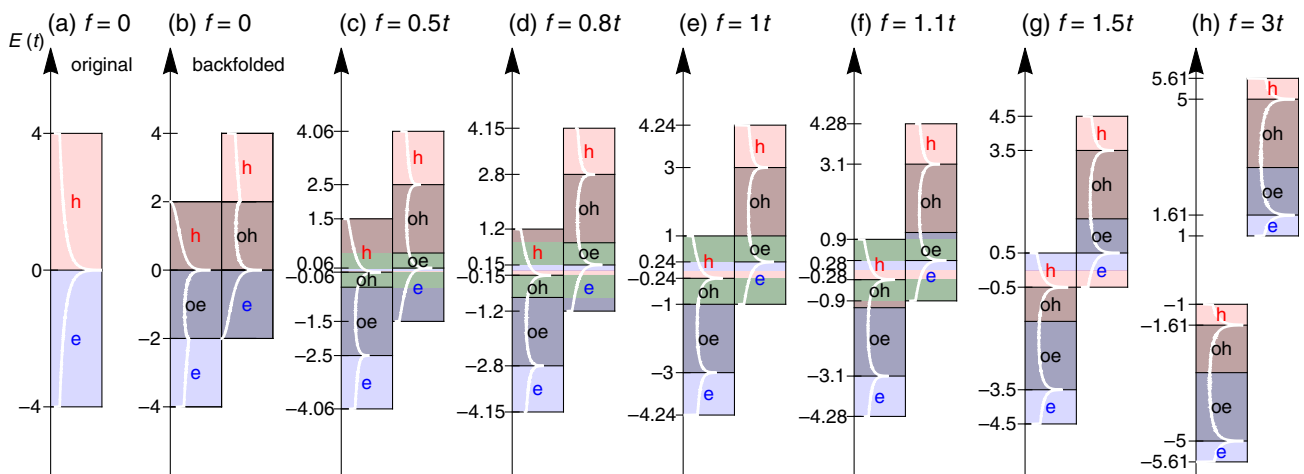 (a) f = 0
(b) f = 0
(c) f = 0.5t
(d) f = 0.8t
(e) f = 1t
(f) f = 1.1t
(g) f = 1.5t
(h) f = 3t
E (t)
original
backfolded
4
0
−4
h
e
4
2
0
−2
−4
h
h
oh
oe
e
e
4.06
2.5
1.5
0.06
−0.06
−1.5
−2.5
−4.06
h
oh
h
oe
oh
e
oe
e
4.15
2.8
1.2
0.15
−0.15
−1.2
−2.8
−4.15
h
oh
h
oe
oh
e
oe
e
4.24
3
1
0.24
−0.24
−1
−3
−4.24
h
oh
h
oe
oh
e
oe
e
4.28
3.1
0.9
0.28
−0.28
−0.9
−3.1
−4.28
h
oh
h
oe
oh
e
oe
e
4.5
3.5
0.5
−0.5
−3.5
−4.5
h
oh
oe
h
e
oh
oe
e
5.61
5
1.61
1
−1
−1.61
−5
−5.61
h
oh
oe
e
h
oh
oe
e